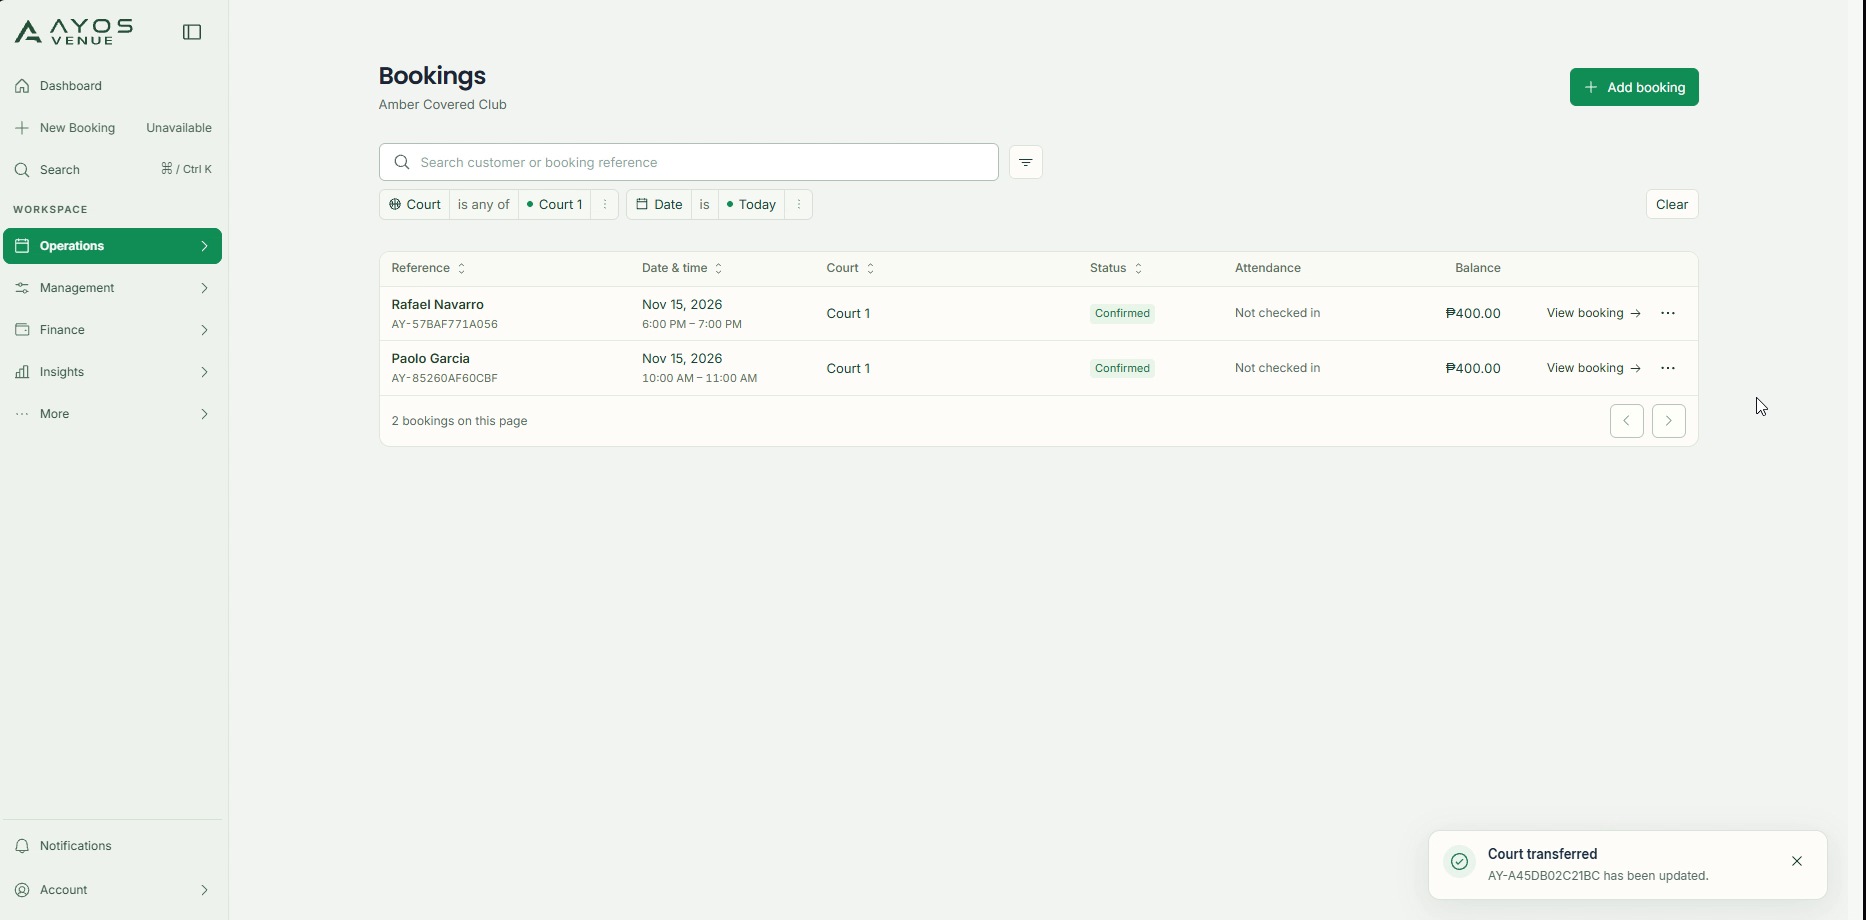 AYOS
VENUE
Dashboard
New Booking Unavailable
Search ⌘ / Ctrl K
WORKSPACE
Operations
Management
Finance
Insights
More
Notifications
Account
Bookings
Amber Covered Club
Add booking
Search customer or booking reference
Court is any of Court 1 Date is Today Clear
Reference Date & time Court Status Attendance Balance
Rafael Navarro
AY-57BAF771A056
Nov 15, 2026
6:00 PM – 7:00 PM
Court 1
Confirmed
Not checked in
₱400.00
View booking →
Paolo Garcia
AY-85260AF60CBF
Nov 15, 2026
10:00 AM – 11:00 AM
Court 1
Confirmed
Not checked in
₱400.00
View booking →
2 bookings on this page
Court transferred
AY-A45DB02C21BC has been updated.